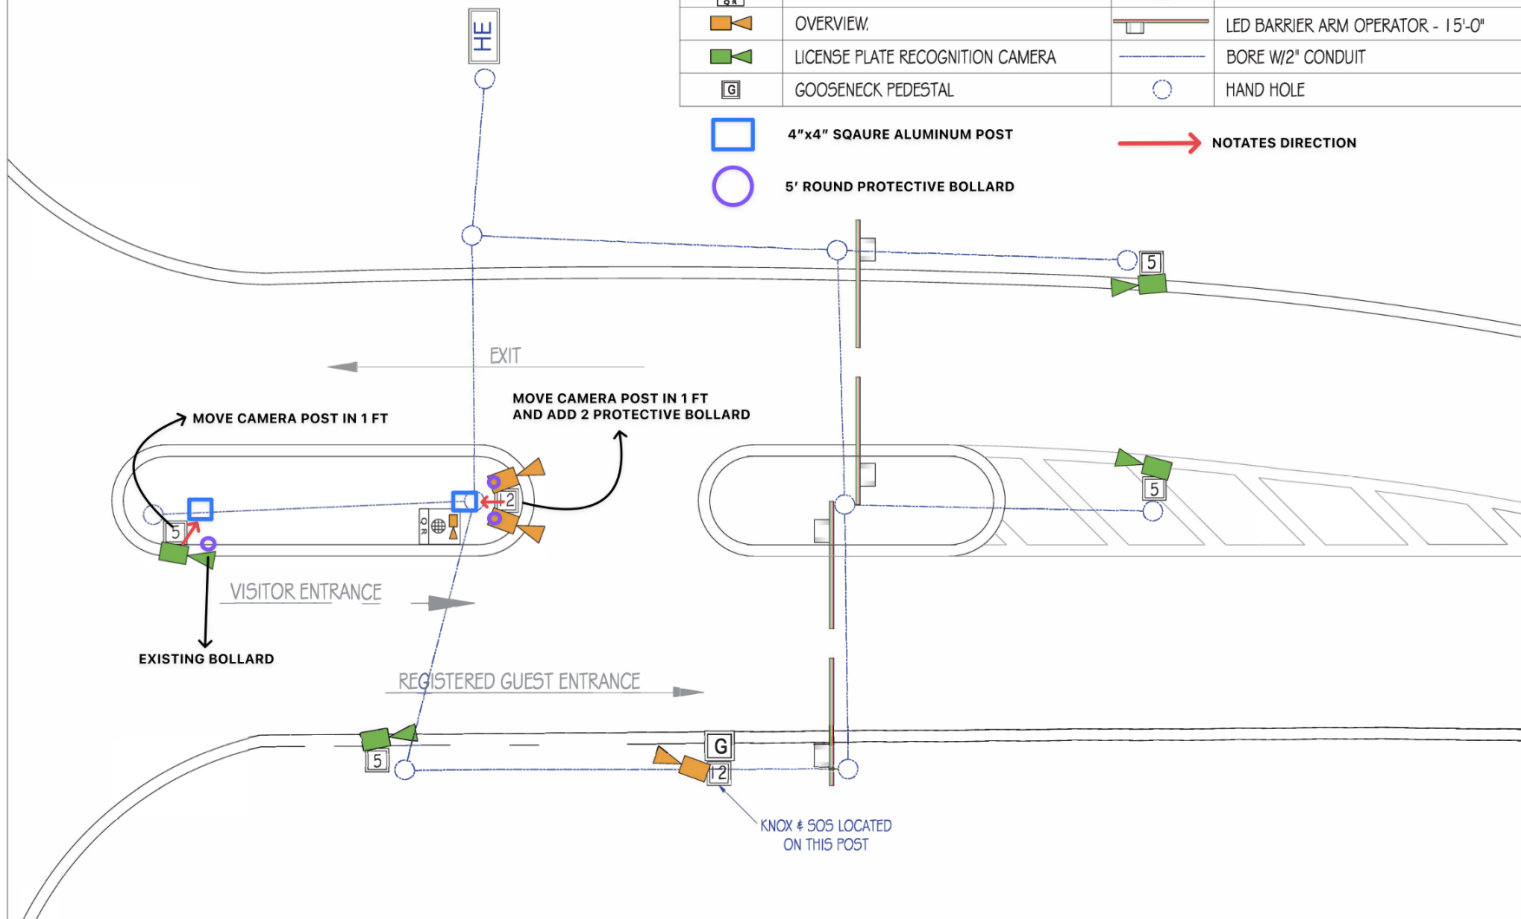 QR
OVERVIEW.
LED BARRIER ARM OPERATOR - 15'-0"
LICENSE PLATE RECOGNITION CAMERA
BORE W/2" CONDUIT
G
GOOSENECK PEDESTAL
HAND HOLE
4”x4” SQAURE ALUMINUM POST
NOTATES DIRECTION
5’ ROUND PROTECTIVE BOLLARD
HE
5
EXIT
MOVE CAMERA POST IN 1 FT
MOVE CAMERA POST IN 1 FT
AND ADD 2 PROTECTIVE BOLLARD
5
12
QR
5
VISITOR ENTRANCE
EXISTING BOLLARD
REGISTERED GUEST ENTRANCE
5
G
12
KNOX & SOS LOCATED
ON THIS POST